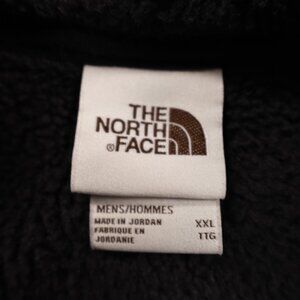 THE
NORTH
®FACE
MENS/HOMMES
MADE IN JORDAN XXL
FABRIQUE EN TTG
JORDANIE